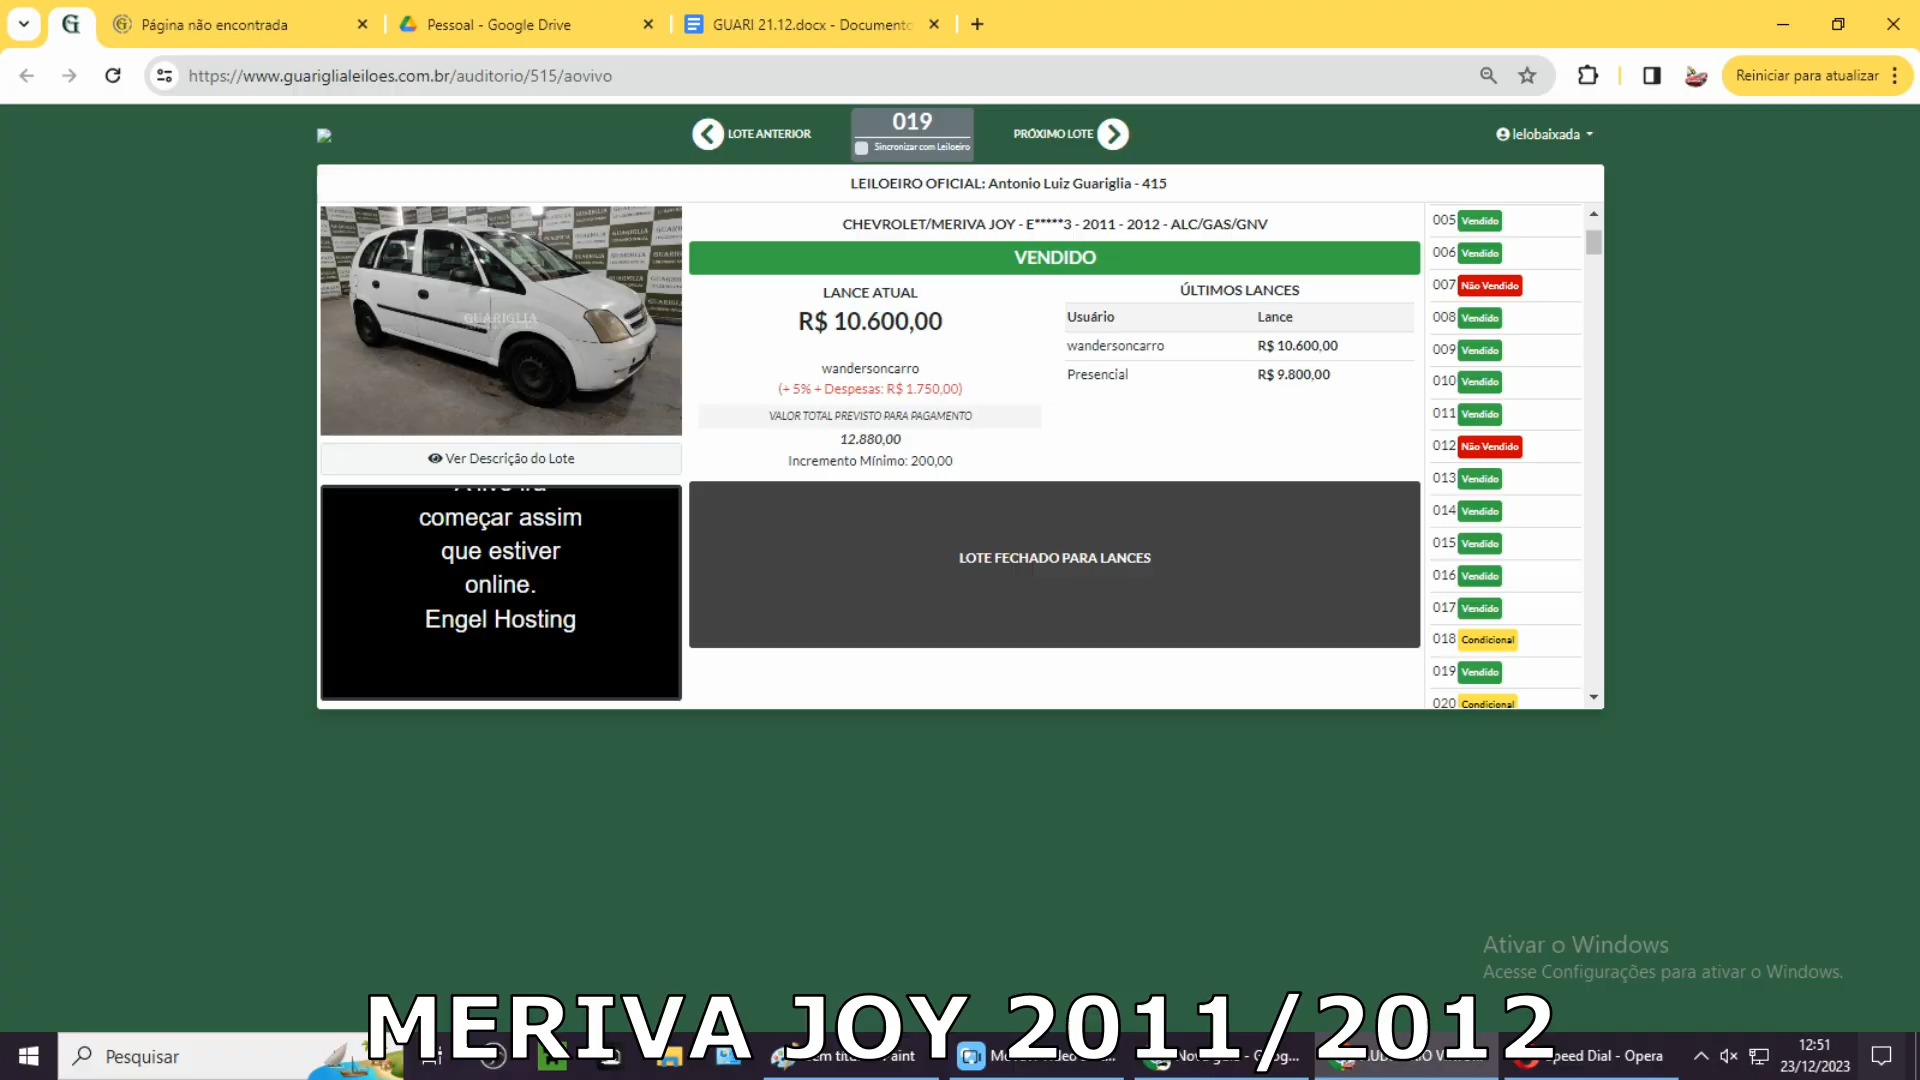 Página não encontrada
Pessoal - Google Drive
GUARI 21.12.docx - Documento
https://www.guariglialeiloes.com.br/auditorio/515/aovivo
Reiniciar para atualizar
LOTE ANTERIOR
019
Sincronizar com Leiloeiro
PRÓXIMO LOTE
lelobaixada
LEILOEIRO OFICIAL: Antonio Luiz Guariglia - 415
CHEVROLET/MERIVA JOY - E*****3 - 2011 - 2012 - ALC/GAS/GNV
VENDIDO
GUARIGLIA
LANCE ATUAL
R$ 10.600,00
wandersoncarro
(+ 5% + Despesas: R$ 1.750,00)
VALOR TOTAL PREVISTO PARA PAGAMENTO
12.880,00
Incremento Mínimo: 200,00
ÚLTIMOS LANCES
Usuário Lance
wandersoncarro R$ 10.600,00
Presencial R$ 9.800,00
Ver Descrição do Lote
começar assim
que estiver
online.
Engel Hosting
LOTE FECHADO PARA LANCES
005 Vendido
006 Vendido
007 Não Vendido
008 Vendido
009 Vendido
010 Vendido
011 Vendido
012 Não Vendido
013 Vendido
014 Vendido
015 Vendido
016 Vendido
017 Vendido
018 Condicional
019 Vendido
020 Condicional
Ativar o Windows
Acesse Configurações para ativar o Windows.
MERIVA JOY 2011/2012
Pesquisar
Paint
Speed Dial - Opera
12:51
23/12/2023